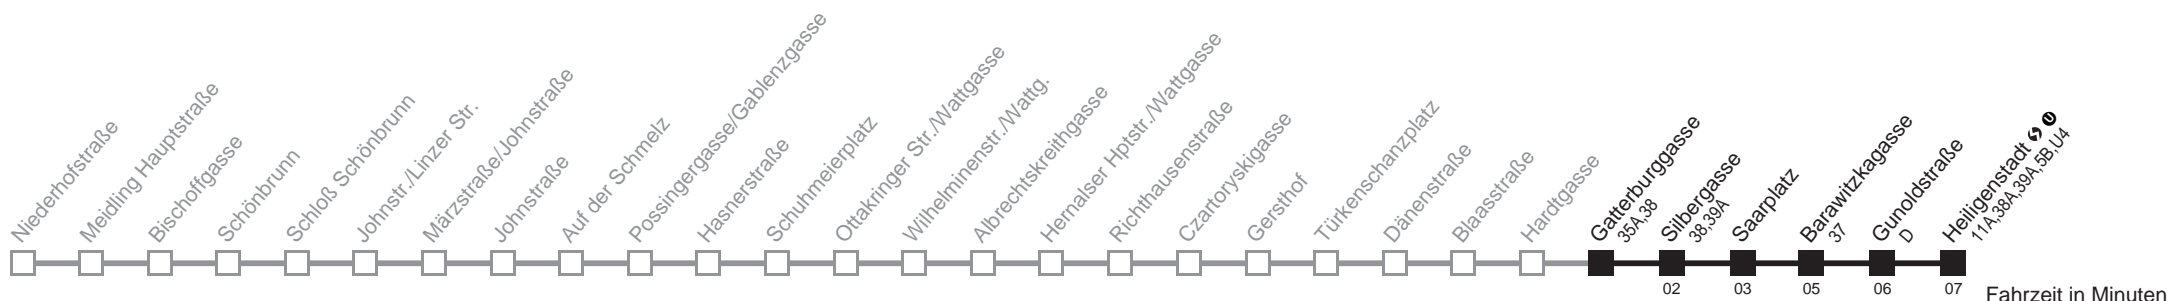 Niederhofstraße
Meidling Hauptstraße
Bischoffgasse
Schönbrunn
Schloß Schönbrunn
Johnstr./Linzer Str.
Märzstraße/Johnstraße
Johnstraße
Auf der Schmelz
Possingergasse/Gablenzgasse
Hasnerstraße
Schuhmeierplatz
Ottakringer Str./Wattgasse
Wilhelminenstr./Wattg.
Albrechtskreithgasse
Hernalser Hptstr./Wattgasse
Richthausenstraße
Czartoryskigasse
Gersthof
Türkenschanzplatz
Dänenstraße
Blaasstraße
Hardtgasse
Gatterburggasse
35A,38
Silbergasse
38,39A
Saarplatz
Barawitzkagasse
37
Gunoldstraße
D
Heiligenstadt S U
11A,38A,39A,5B,U4
02
03
05
06
07
Fahrzeit in Minuten